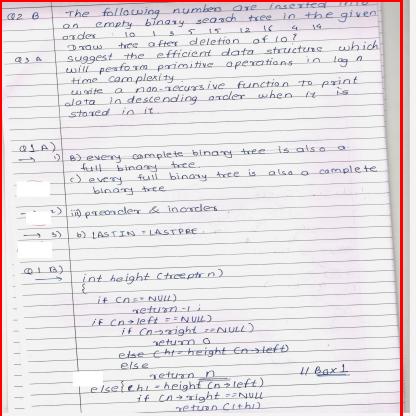 Q2 B The following number are inserted into
an empty binary search tree in the given
order. 10 1 3 5 15 12 16 4 19
Draw tree after deletion of 10?
Q3 A suggest the efficient data structure which
will perform primitive operations in log n
time complexity.
write a non-recursive function to print
data in descending order when it is
stored in it.
Q1 A)
→ 1) B) every complete binary tree is also a
full binary tree
c) every full binary tree is also a complete
binary tree
2) iii) preorder & inorder
→ 3) b) LASTIN = LASTPRE
Q1 B)
→ int height (treeptr n)
{
if (n == NULL)
return -1;
if (n→left == NULL)
if (n→right == NULL)
return 0
else (h1 = height (n→left)
else
return n // Box 1
else{ch1 = height (n→left)
if (n→right == NULL
return (1+h1)